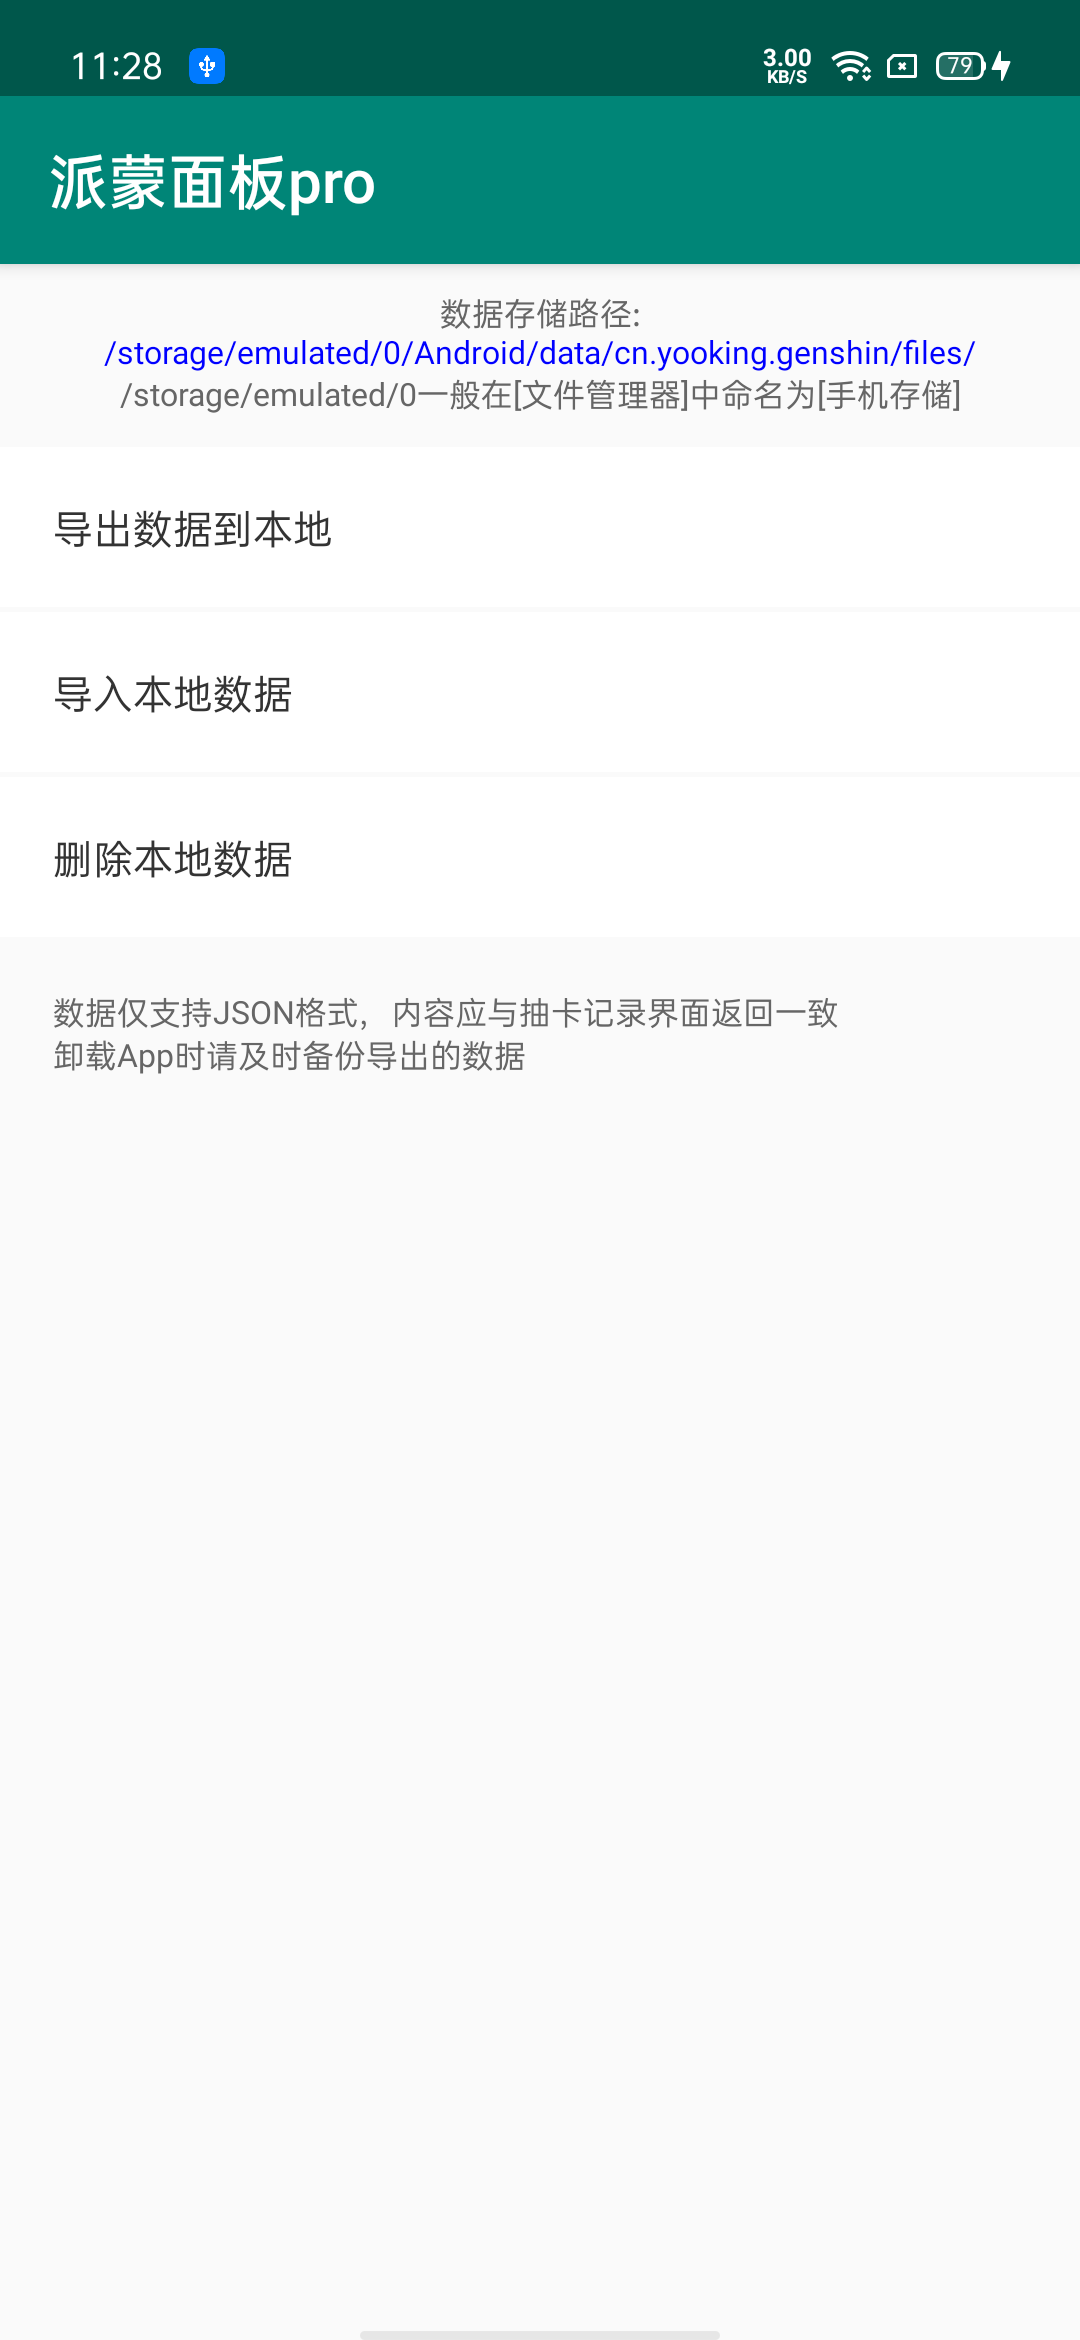 11:28
3.00
KB/S
79
派蒙面板pro
数据存储路径:
/storage/emulated/0/Android/data/cn.yooking.genshin/files/
/storage/emulated/0一般在[文件管理器]中命名为[手机存储]
导出数据到本地
导入本地数据
删除本地数据
数据仅支持JSON格式，内容应与抽卡记录界面返回一致
卸载App时请及时备份导出的数据